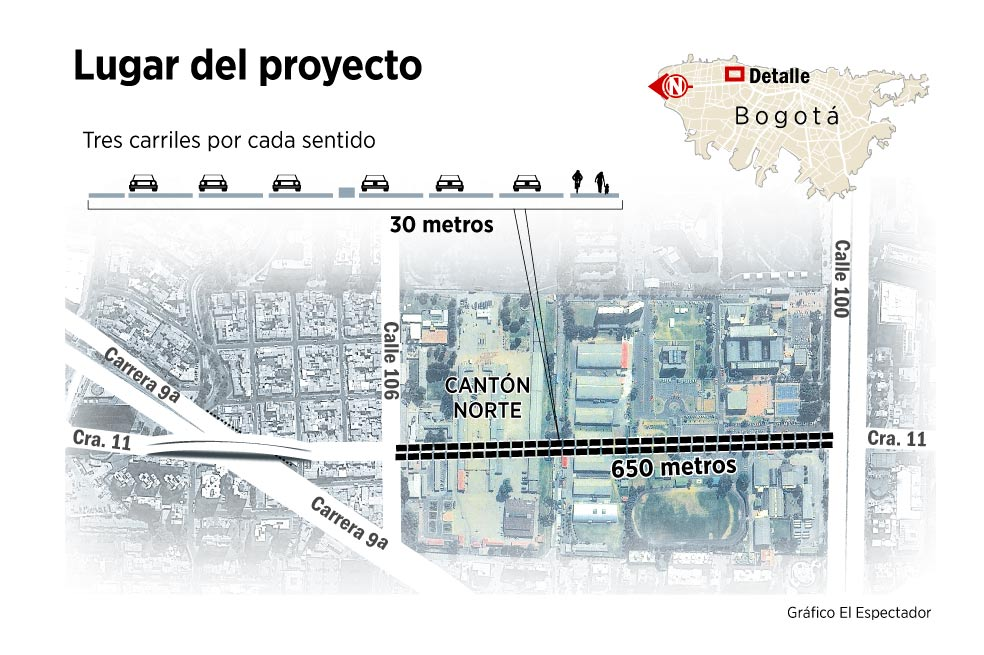 Lugar del proyecto
Detalle
N
Bogotá
Tres carriles por cada sentido
30 metros
Calle 100
Calle 106
Carrera 9a
CANTÓN
NORTE
Cra. 11
Cra. 11
650 metros
Carrera 9a
Gráfico El Espectador